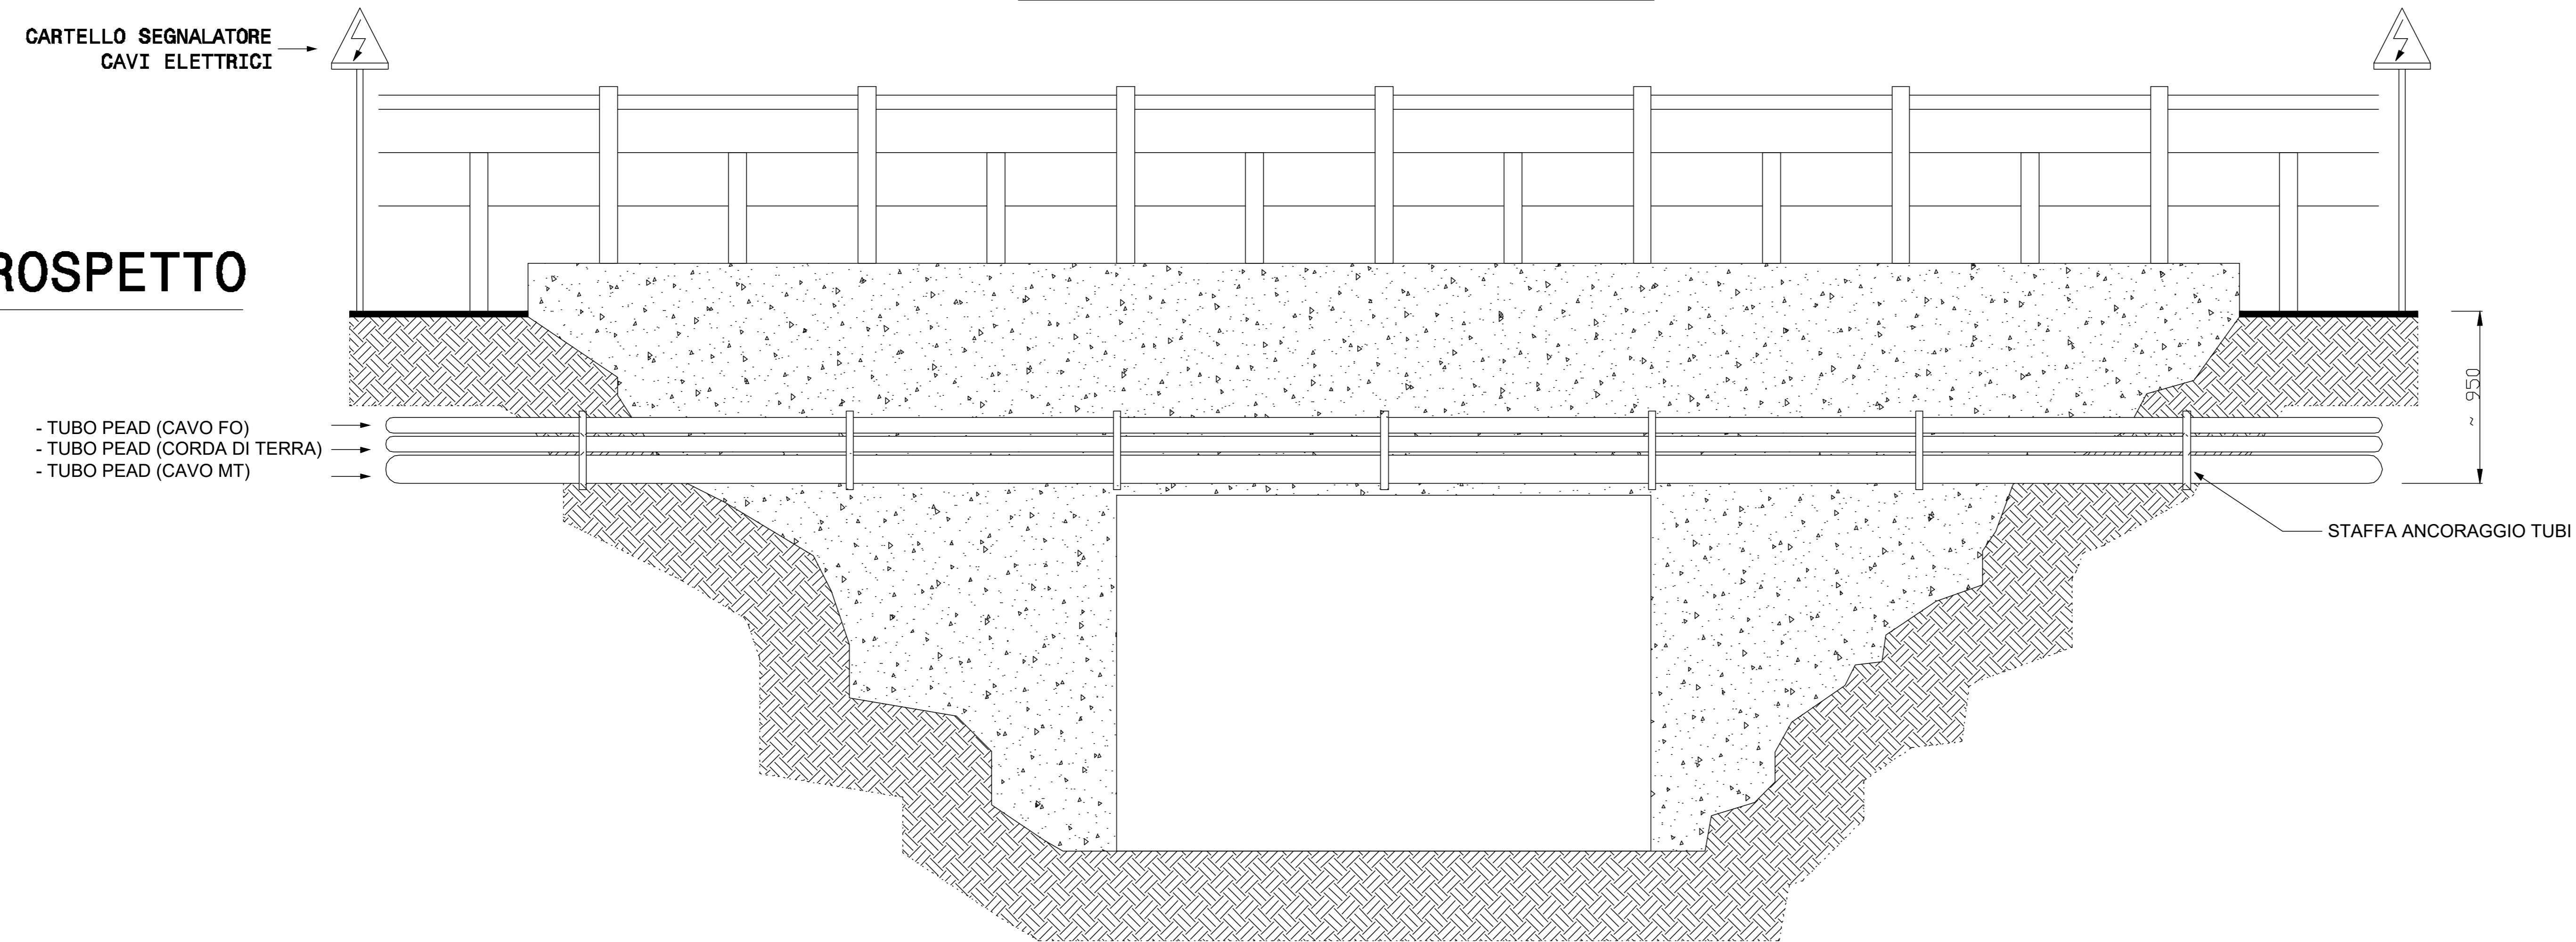 CARTELLO SEGNALATORE
CAVI ELETTRICI
ROSPETTO
- TUBO PEAD (CAVO FO)
- TUBO PEAD (CORDA DI TERRA)
- TUBO PEAD (CAVO MT)
~ 950
STAFFA ANCORAGGIO TUBI